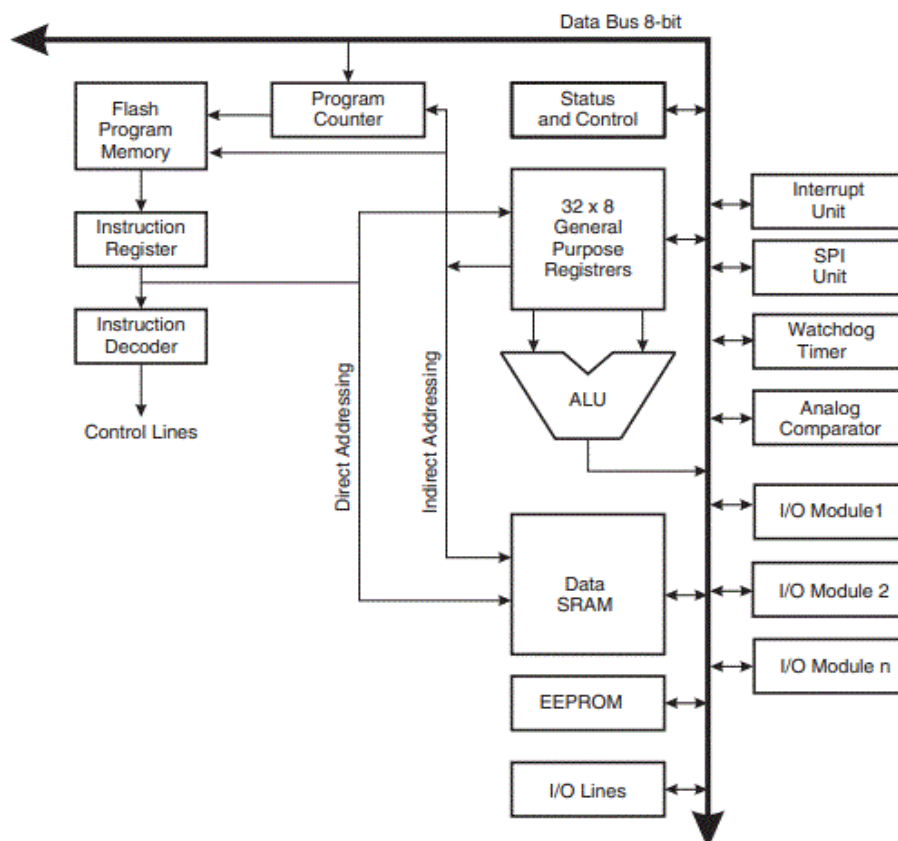 Data Bus 8-bit
Flash
Program
Memory
Program
Counter
Status
and Control
Instruction
Register
32 x 8
General
Purpose
Registrers
Interrupt
Unit
SPI
Unit
Instruction
Decoder
Watchdog
Timer
ALU
Analog
Comparator
Control Lines
Direct Addressing
Indirect Addressing
I/O Module1
Data
SRAM
I/O Module 2
I/O Module n
EEPROM
I/O Lines